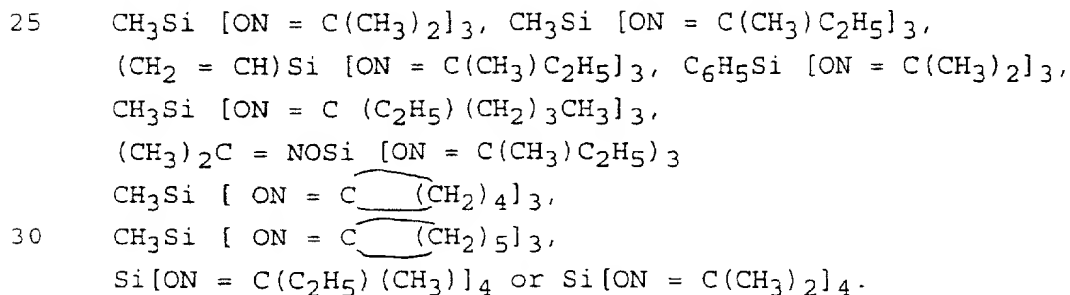 25 CH3Si [ON = C(CH3)2]3, CH3Si [ON = C(CH3)C2H5]3,
(CH2 = CH)Si [ON = C(CH3)C2H5]3, C6H5Si [ON = C(CH3)2]3,
CH3Si [ON = C (C2H5)(CH2)3CH3]3,
(CH3)2C = NOSi [ON = C(CH3)C2H5)3
CH3Si [ ON = C (CH2)4]3,
30 CH3Si [ ON = C (CH2)5]3,
Si[ON = C(C2H5)(CH3)]4 or Si[ON = C(CH3)2]4.